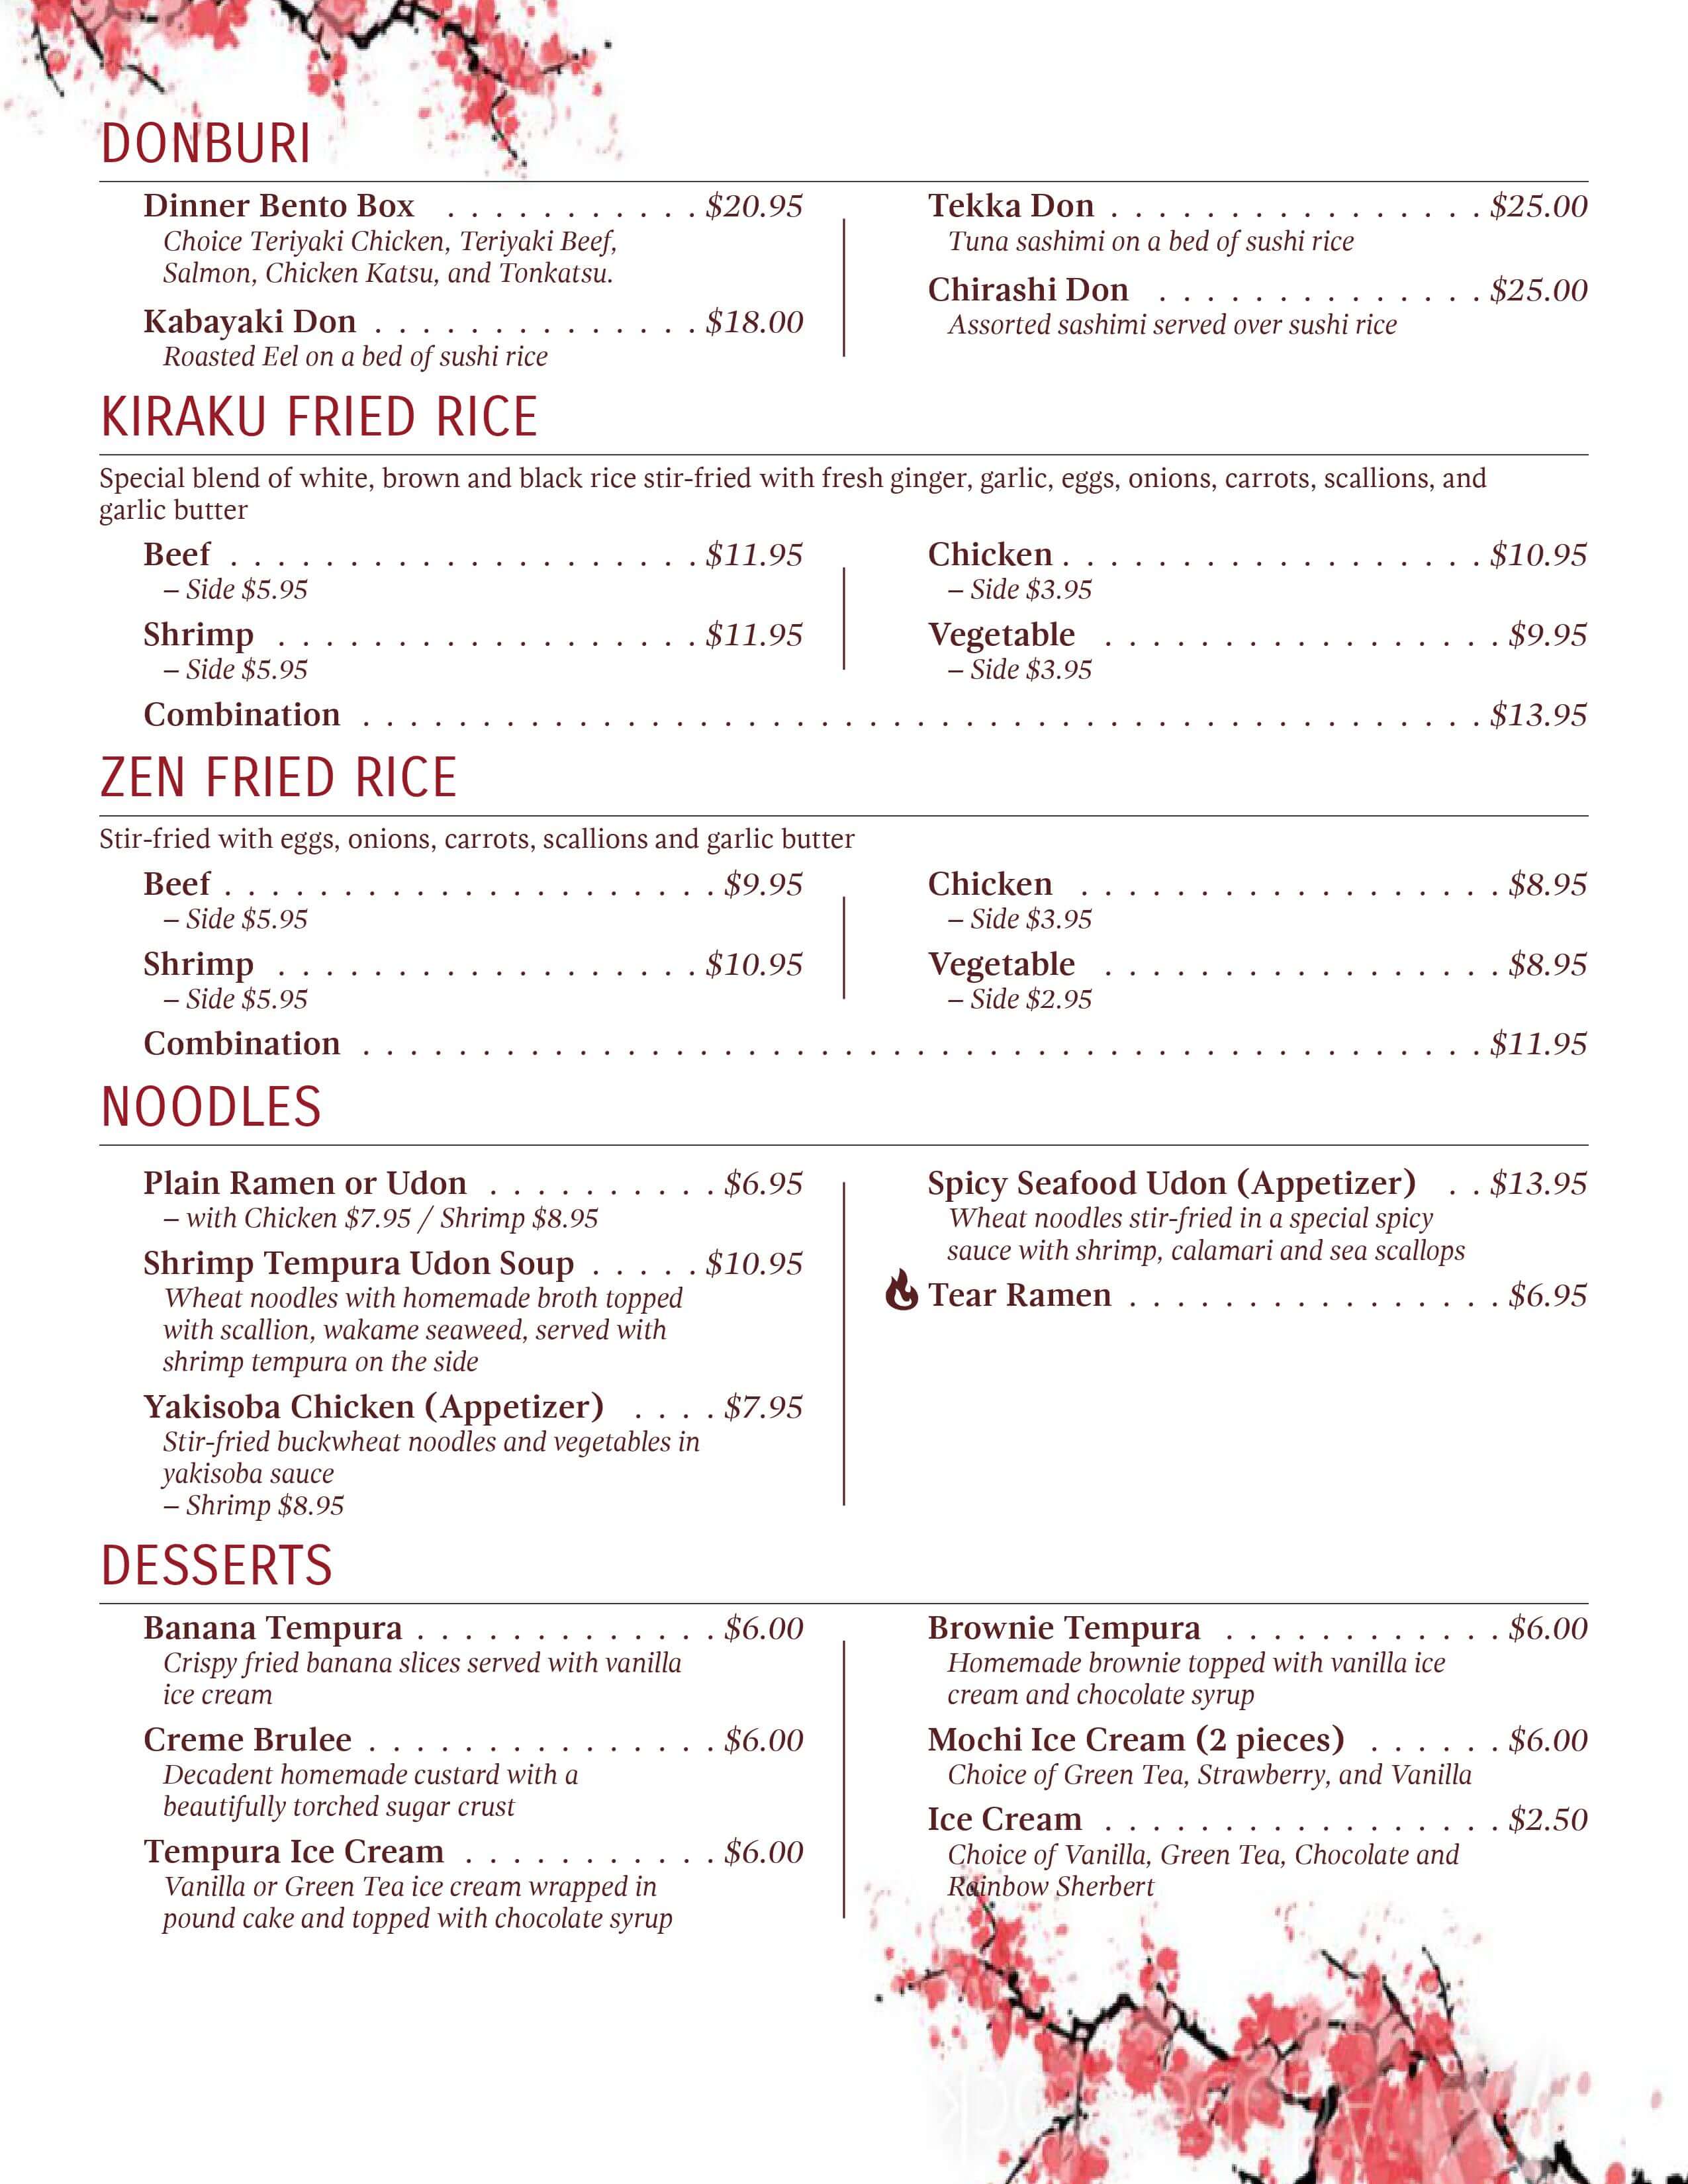 DONBURI
Dinner Bento Box . . . . . . . . . . . $20.95
Choice Teriyaki Chicken, Teriyaki Beef,
Salmon, Chicken Katsu, and Tonkatsu.
Kabayaki Don . . . . . . . . . . . . . . $18.00
Roasted Eel on a bed of sushi rice
Tekka Don . . . . . . . . . . . . . . . . $25.00
Tuna sashimi on a bed of sushi rice
Chirashi Don . . . . . . . . . . . . . . $25.00
Assorted sashimi served over sushi rice
KIRAKU FRIED RICE
Special blend of white, brown and black rice stir-fried with fresh ginger, garlic, eggs, onions, carrots, scallions, and
garlic butter
Beef . . . . . . . . . . . . . . . . . . . . $11.95
– Side $5.95
Shrimp . . . . . . . . . . . . . . . . . . $11.95
– Side $5.95
Chicken . . . . . . . . . . . . . . . . . . $10.95
– Side $3.95
Vegetable . . . . . . . . . . . . . . . . . $9.95
– Side $3.95
Combination . . . . . . . . . . . . . . . . . . . . . . . . . . . . . . . . . . . . . . . . . . . . . . . $13.95
ZEN FRIED RICE
Stir-fried with eggs, onions, carrots, scallions and garlic butter
Beef . . . . . . . . . . . . . . . . . . . . . $9.95
– Side $5.95
Shrimp . . . . . . . . . . . . . . . . . . $10.95
– Side $5.95
Chicken . . . . . . . . . . . . . . . . . . $8.95
– Side $3.95
Vegetable . . . . . . . . . . . . . . . . . $8.95
– Side $2.95
Combination . . . . . . . . . . . . . . . . . . . . . . . . . . . . . . . . . . . . . . . . . . . . . . . $11.95
NOODLES
Plain Ramen or Udon . . . . . . . . . . $6.95
– with Chicken $7.95 / Shrimp $8.95
Shrimp Tempura Udon Soup . . . . . $10.95
Wheat noodles with homemade broth topped
with scallion, wakame seaweed, served with
shrimp tempura on the side
Yakisoba Chicken (Appetizer) . . . . $7.95
Stir-fried buckwheat noodles and vegetables in
yakisoba sauce
– Shrimp $8.95
Spicy Seafood Udon (Appetizer) . . $13.95
Wheat noodles stir-fried in a special spicy
sauce with shrimp, calamari and sea scallops
Tear Ramen . . . . . . . . . . . . . . . . $6.95
DESSERTS
Banana Tempura . . . . . . . . . . . . . $6.00
Crispy fried banana slices served with vanilla
ice cream
Creme Brulee . . . . . . . . . . . . . . . $6.00
Decadent homemade custard with a
beautifully torched sugar crust
Tempura Ice Cream . . . . . . . . . . . $6.00
Vanilla or Green Tea ice cream wrapped in
pound cake and topped with chocolate syrup
Brownie Tempura . . . . . . . . . . . . $6.00
Homemade brownie topped with vanilla ice
cream and chocolate syrup
Mochi Ice Cream (2 pieces) . . . . . . $6.00
Choice of Green Tea, Strawberry, and Vanilla
Ice Cream . . . . . . . . . . . . . . . . . $2.50
Choice of Vanilla, Green Tea, Chocolate and
Rainbow Sherbert